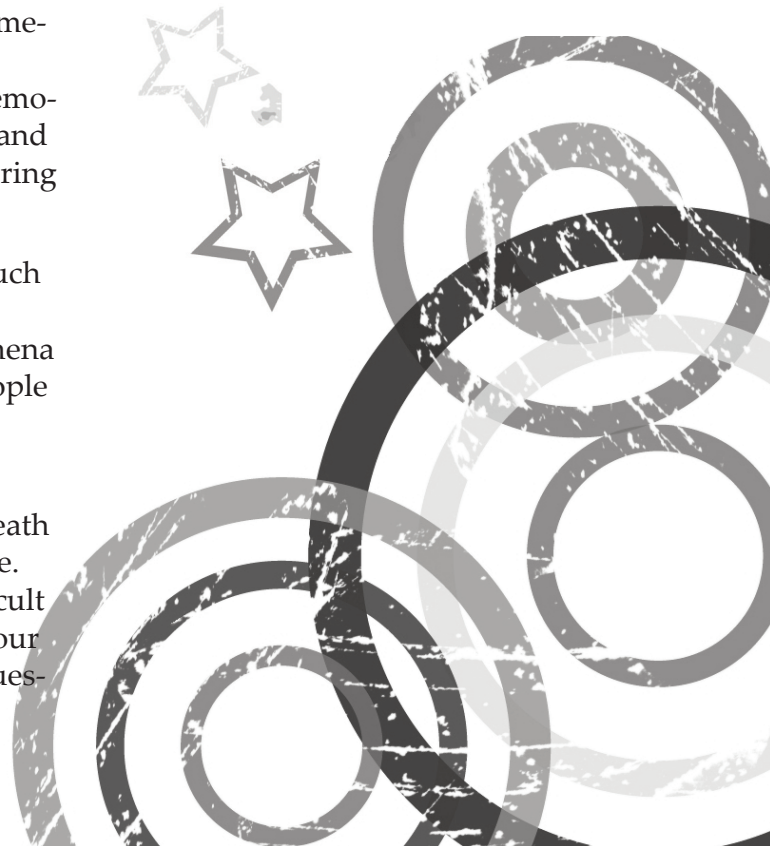 me-
emo-
and
ring
uch
nena
ople
eath
e.
cult
our
ues-